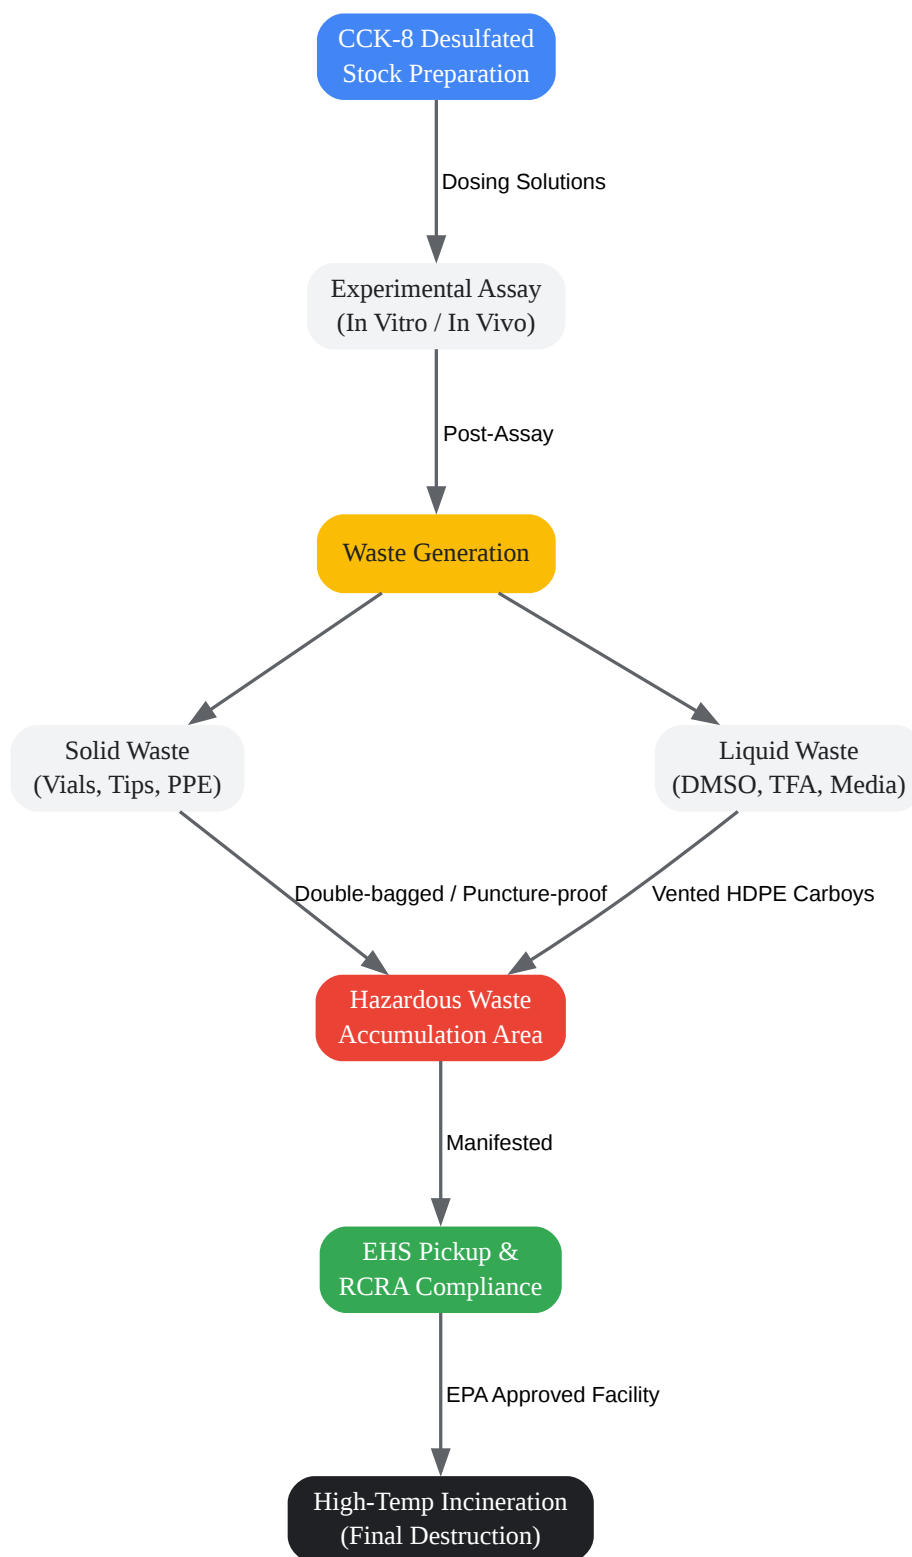 CCK-8 Desulfated
Stock Preparation
Dosing Solutions
Experimental Assay
(In Vitro / In Vivo)
Post-Assay
Waste Generation
Solid Waste
(Vials, Tips, PPE)
Liquid Waste
(DMSO, TFA, Media)
Double-bagged / Puncture-proof
Vented HDPE Carboys
Hazardous Waste
Accumulation Area
Manifested
EHS Pickup &
RCRA Compliance
EPA Approved Facility
High-Temp Incineration
(Final Destruction)